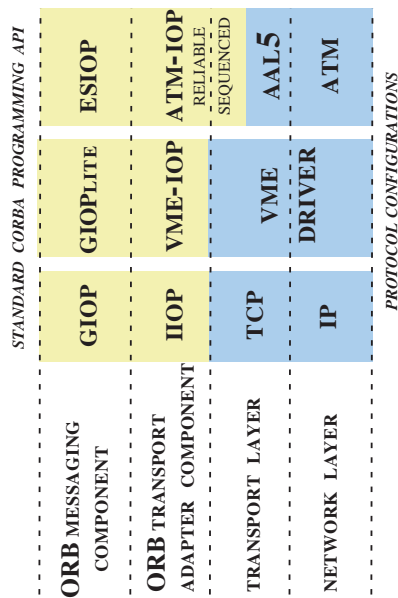 STANDARD CORBA PROGRAMMING API
ORB MESSAGING
COMPONENT
GIOP
GIOPLITE
ESIOP
ORB TRANSPORT
ADAPTER COMPONENT
IIOP
VME-IOP
ATM-IOP
RELIABLE
SEQUENCED
TRANSPORT LAYER
TCP
VME
DRIVER
AAL5
NETWORK LAYER
IP
ATM
PROTOCOL CONFIGURATIONS